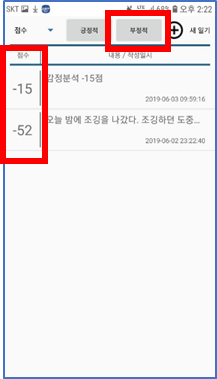 SKT 68% 오후 2:22
점수 긍정적 부정적 새 일기
점수 내용 / 작성일시
-15 감정분석 -15점
2019-06-03 09:59:16
-52 오늘 밤에 조깅을 나갔다. 조깅하던 도중...
2019-06-02 23:22:40